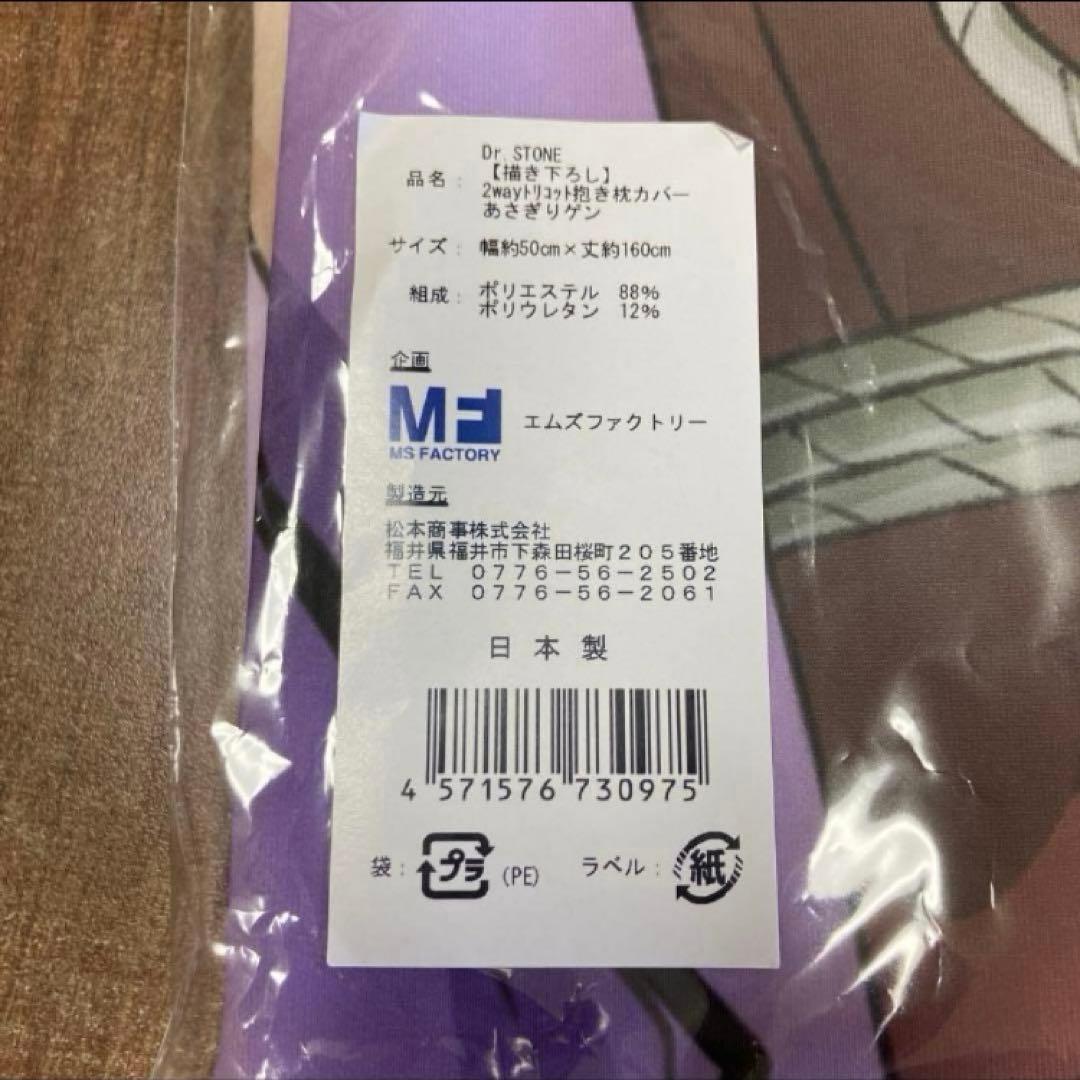 Dr.STONE
【描き下ろし】
品名： 2wayﾄﾘｺｯﾄ抱き枕カバー
あさぎりゲン
サイズ： 幅約50cm×丈約160cm
組成： ポリエステル 88%
ポリウレタン 12%
企画
MF
MS FACTORY
エムズファクトリー
製造元
松本商事株式会社
福井県福井市下森田桜町２０５番地
ＴＥＬ ０７７６－５６－２５０２
ＦＡＸ ０７７６－５６－２０６１
日本製
4 571576 730975
袋： プラ (PE) ラベル： 紙